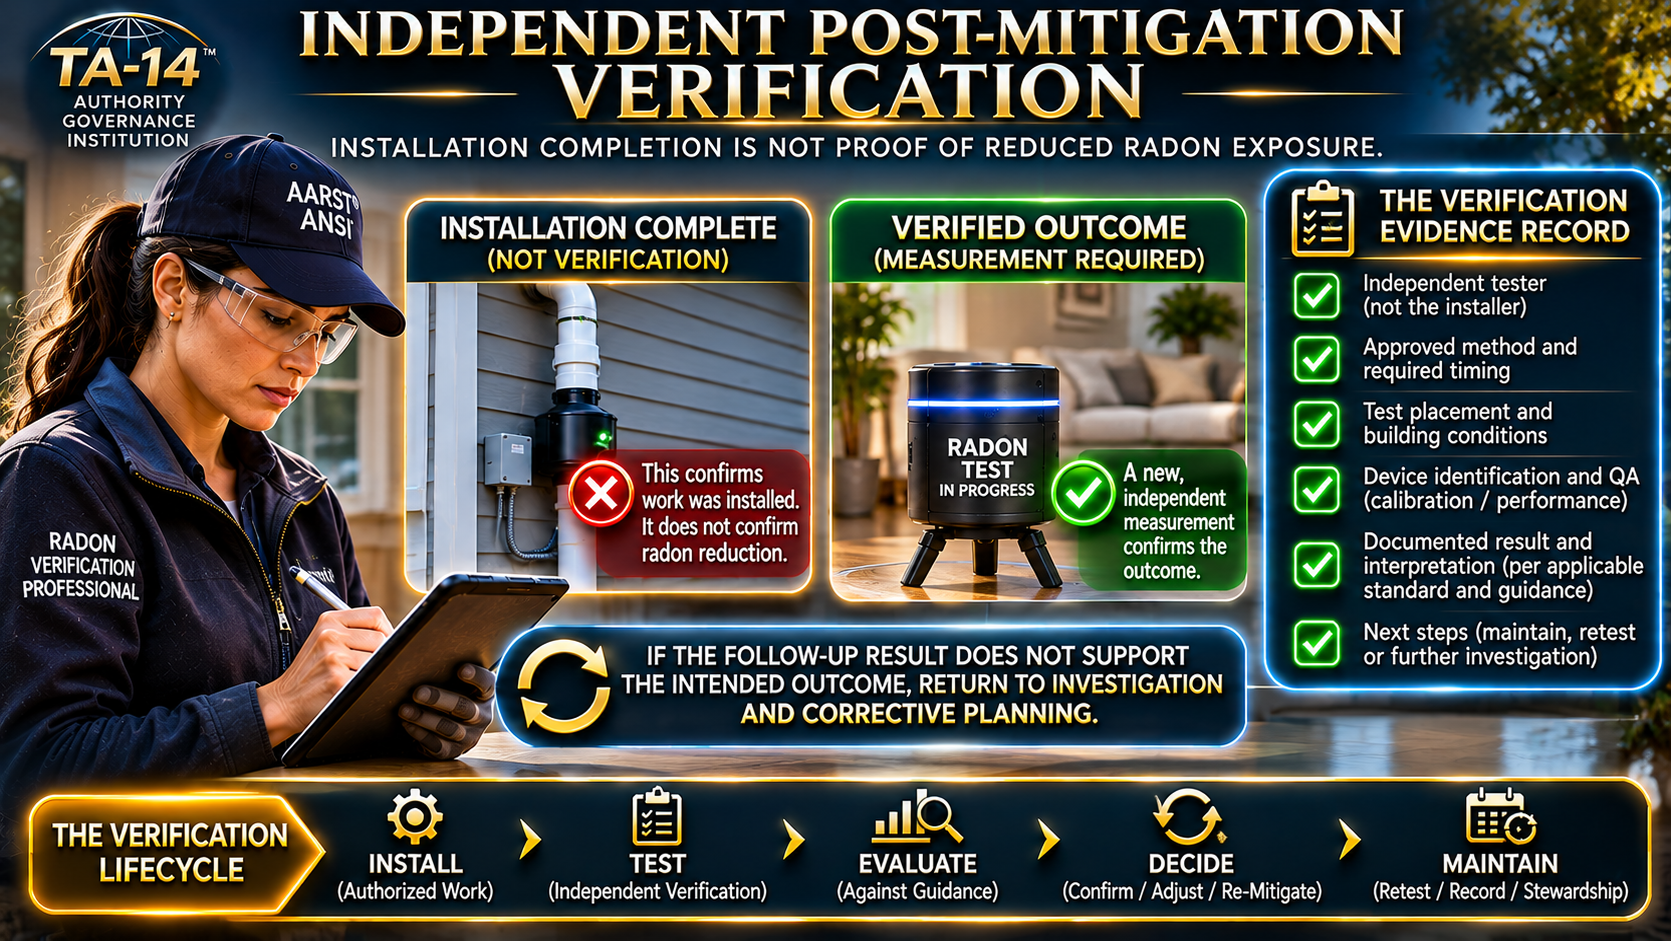 TA-14™
AUTHORITY
GOVERNANCE
INSTITUTION
INDEPENDENT POST-MITIGATION
VERIFICATION
INSTALLATION COMPLETION IS NOT PROOF OF REDUCED RADON EXPOSURE.
AARST®
ANSI
RADON
VERIFICATION
PROFESSIONAL
INSTALLATION COMPLETE
(NOT VERIFICATION)
This confirms
work was installed.
It does not confirm
radon reduction.
VERIFIED OUTCOME
(MEASUREMENT REQUIRED)
RADON
TEST
IN PROGRESS
A new,
independent
measurement
confirms the
outcome.
THE VERIFICATION
EVIDENCE RECORD
Independent tester
(not the installer)
Approved method and
required timing
Test placement and
building conditions
Device identification and QA
(calibration / performance)
Documented result and
interpretation (per applicable
standard and guidance)
Next steps (maintain, retest
or further investigation)
IF THE FOLLOW-UP RESULT DOES NOT SUPPORT
THE INTENDED OUTCOME, RETURN TO INVESTIGATION
AND CORRECTIVE PLANNING.
THE VERIFICATION
LIFECYCLE
INSTALL
(Authorized Work)
TEST
(Independent Verification)
EVALUATE
(Against Guidance)
DECIDE
(Confirm / Adjust / Re-Mitigate)
MAINTAIN
(Retest / Record / Stewardship)